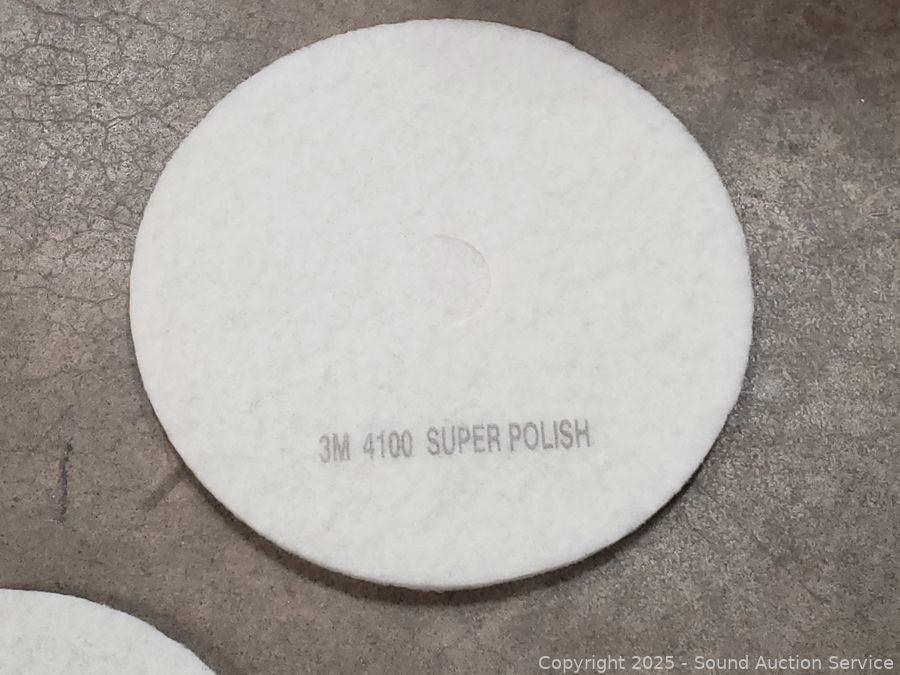 3M 4100 SUPER POLISH
Copyright 2025 - Sound Auction Service